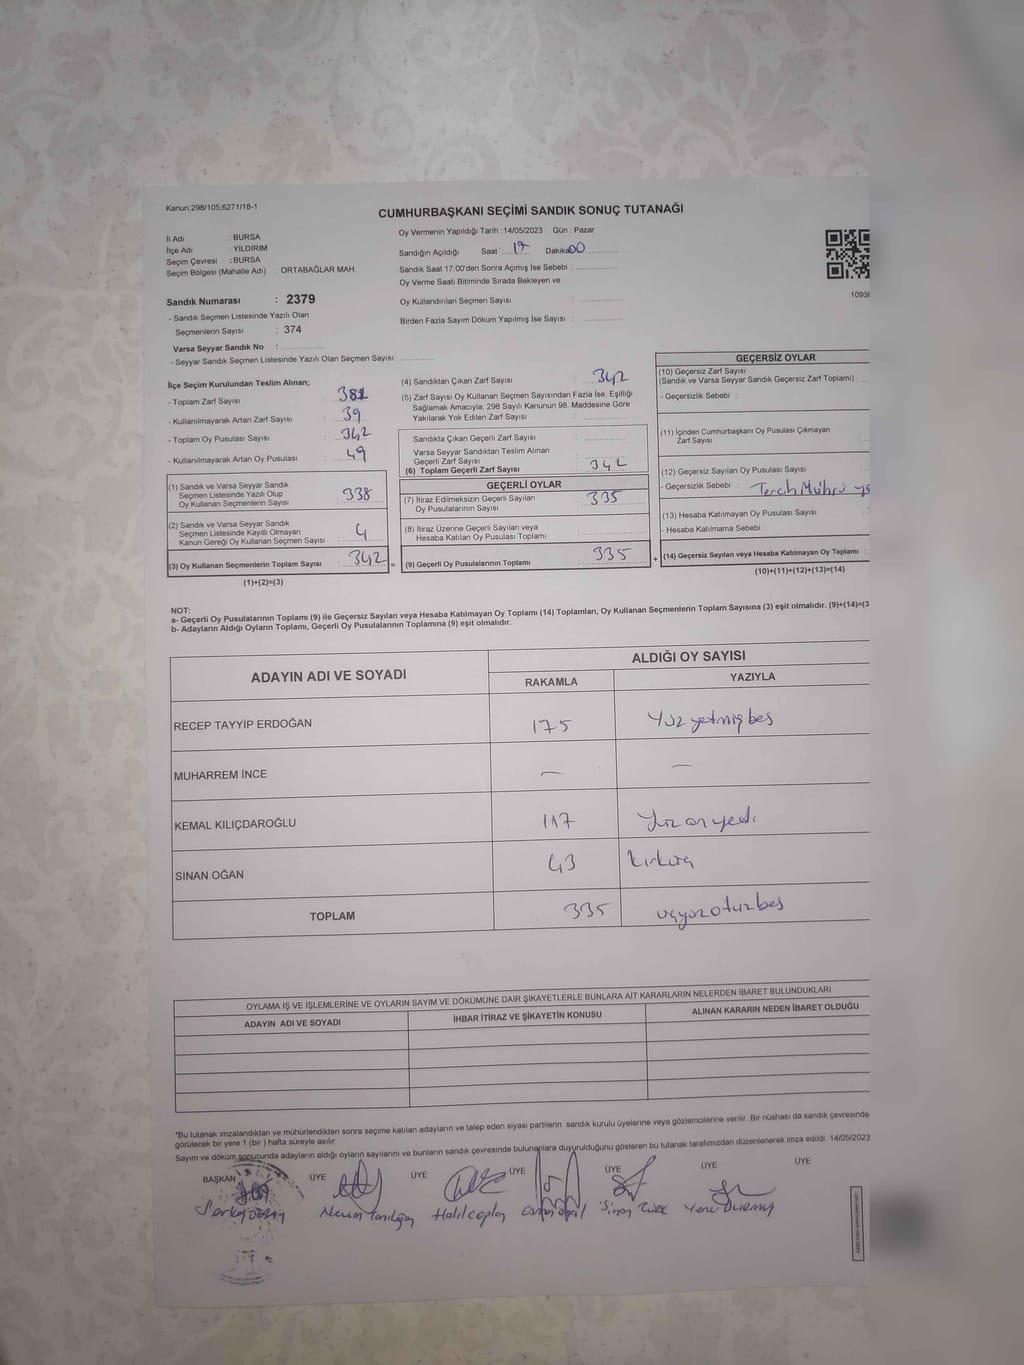 Kanun;298/105;6271/18-1
CUMHURBAŞKANI SEÇİMİ SANDIK SONUÇ TUTANAĞI
İl Adı : BURSA
İlçe Adı : YILDIRIM
Seçim Çevresi : BURSA
Seçim Bölgesi (Mahalle Adı) : ORTABAĞLAR MAH.
Sandık Numarası : 2379
- Sandık Seçmen Listesinde Yazılı Olan
Seçmenlerin Sayısı : 374
Varsa Seyyar Sandık No :
- Seyyar Sandık Seçmen Listesinde Yazılı Olan Seçmen Sayısı:
Oy Vermenin Yapıldığı Tarih :14/05/2023 Gün : Pazar
Sandığın Açıldığı Saat : 17 Dakika 00
Sandık Saat 17:00'den Sonra Açımış İse Sebebi :
Oy Verme Saati Bitiminde Sırada Bekleyen ve
Oy Kullandırılan Seçmen Sayısı :
Birden Fazla Sayım Döküm Yapılmış İse Sayısı :
1093
İlçe Seçim Kurulundan Teslim Alınan;
- Toplam Zarf Sayısı : 381
- Kullanılmayarak Artan Zarf Sayısı : 39
- Toplam Oy Pusulası Sayısı : 342
- Kullanılmayarak Artan Oy Pusulası : 49
(1) Sandık ve Varsa Seyyar Sandık
Seçmen Listesinde Yazılı Olup
Oy Kullanan Seçmenlerin Sayısı : 338
(2) Sandık ve Varsa Seyyar Sandık
Seçmen Listesinde Kayıtlı Olmayan
Kanun Gereği Oy Kullanan Seçmen Sayısı : 4
(3) Oy Kullanan Seçmenlerin Toplam Sayısı : 342 =
(1)+(2)=(3)
(4) Sandıktan Çıkan Zarf Sayısı : 342
(5) Zarf Sayısı Oy Kullanan Seçmen Sayısından Fazla İse, Eşitliği
Sağlamak Amacıyla; 298 Sayılı Kanunun 98. Maddesine Göre
Yakılarak Yok Edilen Zarf Sayısı :
Sandıkta Çıkan Geçerli Zarf Sayısı :
Varsa Seyyar Sandıktan Teslim Alınan
Geçerli Zarf Sayısı :
(6) Toplam Geçerli Zarf Sayısı : 342
GEÇERLİ OYLAR
(7) İtiraz Edilmeksizin Geçerli Sayılan
Oy Pusulalarının Sayısı : 335
(8) İtiraz Üzerine Geçerli Sayılan veya
Hesaba Katılan Oy Pusulası Toplamı :
(9) Geçerli Oy Pusulalarının Toplamı : 335 +
GEÇERSİZ OYLAR
(10) Geçersiz Zarf Sayısı
(Sandık ve Varsa Seyyar Sandık Geçersiz Zarf Toplamı) :
- Geçersizlik Sebebi :
(11) İçinden Cumhurbaşkanı Oy Pusulası Çıkmayan
Zarf Sayısı :
(12) Geçersiz Sayılan Oy Pusulası Sayısı :
- Geçersizlik Sebebi : Terch Mührü
(13) Hesaba Katılmayan Oy Pusulası Sayısı :
- Hesaba Katılmama Sebebi :
(14) Geçersiz Sayılan veya Hesaba Katılmayan Oy Toplamı :
(10)+(11)+(12)+(13)=(14)
NOT:
a- Geçerli Oy Pusulalarının Toplamı (9) ile Geçersiz Sayılan veya Hesaba Katılmayan Oy Toplamı (14) Toplamları, Oy Kullanan Seçmenlerin Toplam Sayısına (3) eşit olmalıdır. (9)+(14)=(3
b- Adayların Aldığı Oyların Toplamı, Geçerli Oy Pusulalarının Toplamına (9) eşit olmalıdır.
ADAYIN ADI VE SOYADI ALDIĞI OY SAYISI
RAKAMLA YAZIYLA
RECEP TAYYİP ERDOĞAN 175 Yüz yetmiş beş
MUHARREM İNCE — —
KEMAL KILIÇDAROĞLU 117 Yüz on yedi
SİNAN OĞAN 43 kırküç
TOPLAM 335 üçyüzotuzbeş
OYLAMA İŞ VE İŞLEMLERİNE VE OYLARIN SAYIM VE DÖKÜMÜNE DAİR ŞİKAYETLERLE BUNLARA AİT KARARLARIN NELERDEN İBARET BULUNDUKLARI
ADAYIN ADI VE SOYADI İHBAR İTİRAZ VE ŞİKAYETİN KONUSU ALINAN KARARIN NEDEN İBARET OLDUĞU
"Bu tutanak imzalandıktan ve mühürlendikten sonra seçime katılan adayların ve talep eden siyasi partilerin sandık kurulu üyelerine veya gözlemcilerine verilir. Bir nüshası da sandık çevresinde
görülecek bir yere 1 (bir ) hafta süreyle asılır.
Sayım ve döküm sonucunda adayların aldığı oyların sayılarını ve bunların sandık çevresinde bulunanlara duyurulduğunu gösteren bu tutanak tarafımızdan düzenlenerek imza edildi. 14/05/2023
BAŞKAN ÜYE ÜYE ÜYE ÜYE ÜYE ÜYE
Halil Sinan